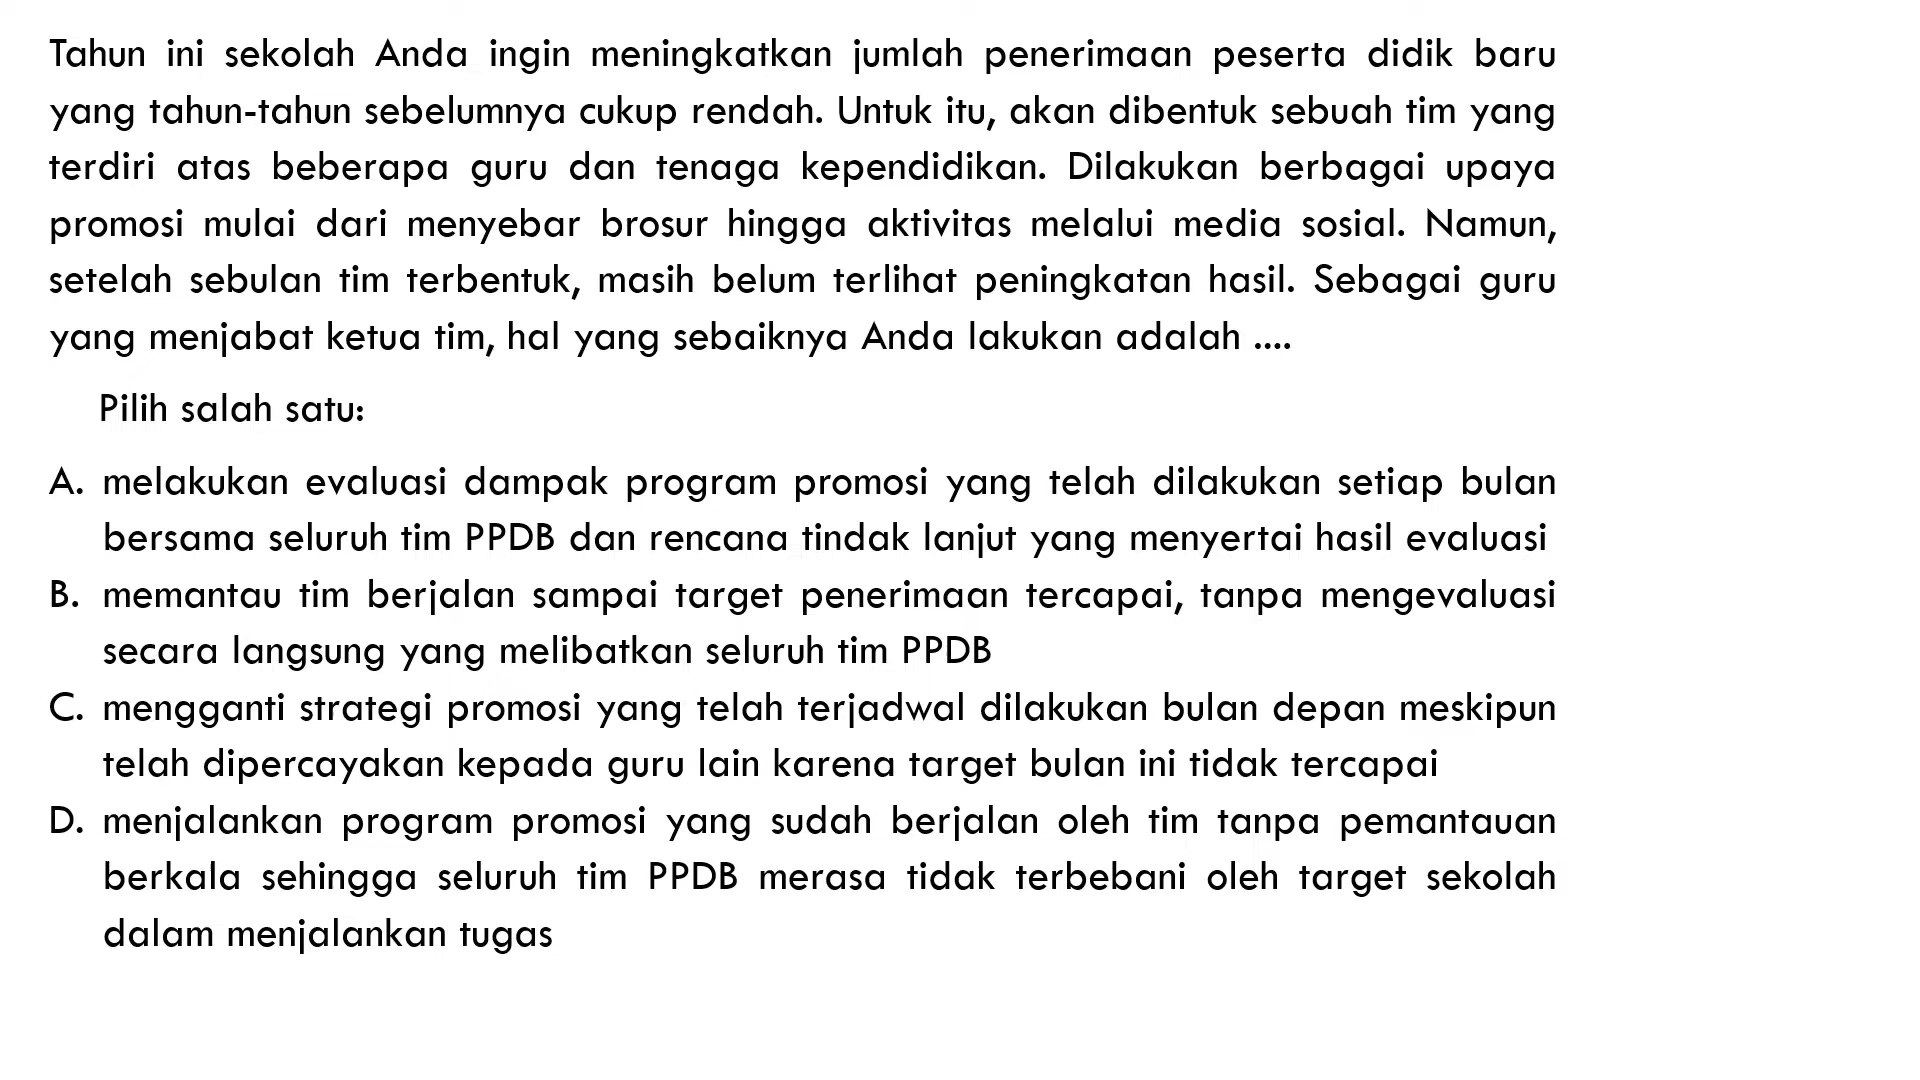 Tahun ini sekolah Anda ingin meningkatkan jumlah penerimaan peserta didik baru
yang tahun-tahun sebelumnya cukup rendah. Untuk itu, akan dibentuk sebuah tim yang
terdiri atas beberapa guru dan tenaga kependidikan. Dilakukan berbagai upaya
promosi mulai dari menyebar brosur hingga aktivitas melalui media sosial. Namun,
setelah sebulan tim terbentuk, masih belum terlihat peningkatan hasil. Sebagai guru
yang menjabat ketua tim, hal yang sebaiknya Anda lakukan adalah ....
Pilih salah satu:
A. melakukan evaluasi dampak program promosi yang telah dilakukan setiap bulan
bersama seluruh tim PPDB dan rencana tindak lanjut yang menyertai hasil evaluasi
B. memantau tim berjalan sampai target penerimaan tercapai, tanpa mengevaluasi
secara langsung yang melibatkan seluruh tim PPDB
C. mengganti strategi promosi yang telah terjadwal dilakukan bulan depan meskipun
telah dipercayakan kepada guru lain karena target bulan ini tidak tercapai
D. menjalankan program promosi yang sudah berjalan oleh tim tanpa pemantauan
berkala sehingga seluruh tim PPDB merasa tidak terbebani oleh target sekolah
dalam menjalankan tugas